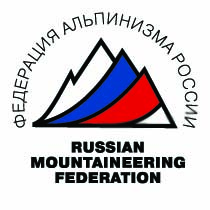 ФЕДЕРАЦИЯ АЛЬПИНИЗМА РОССИИ
RUSSIAN
MOUNTAINEERING
FEDERATION